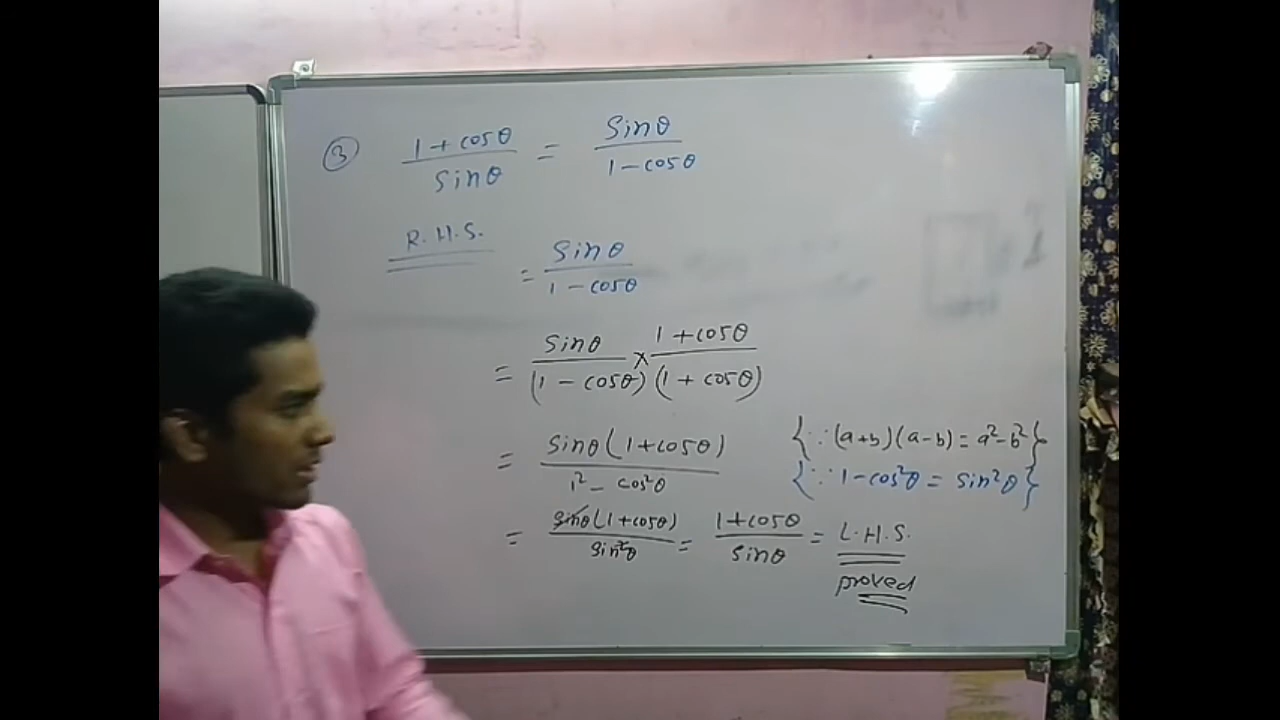 ③ (1 + cosθ)/(sinθ) = (sinθ)/(1 - cosθ)
R.H.S.
= (sinθ)/(1 - cosθ)
= (sinθ)/(1 - cosθ) × (1 + cosθ)/(1 + cosθ)
= (sinθ(1+cosθ))/(1² - cos²θ) {∵ (a+b)(a-b) = a²-b²}
{∵ 1-cos²θ = sin²θ}
= (sinθ(1+cosθ))/(sin²θ) = (1+cosθ)/(sinθ) = L.H.S.
proved